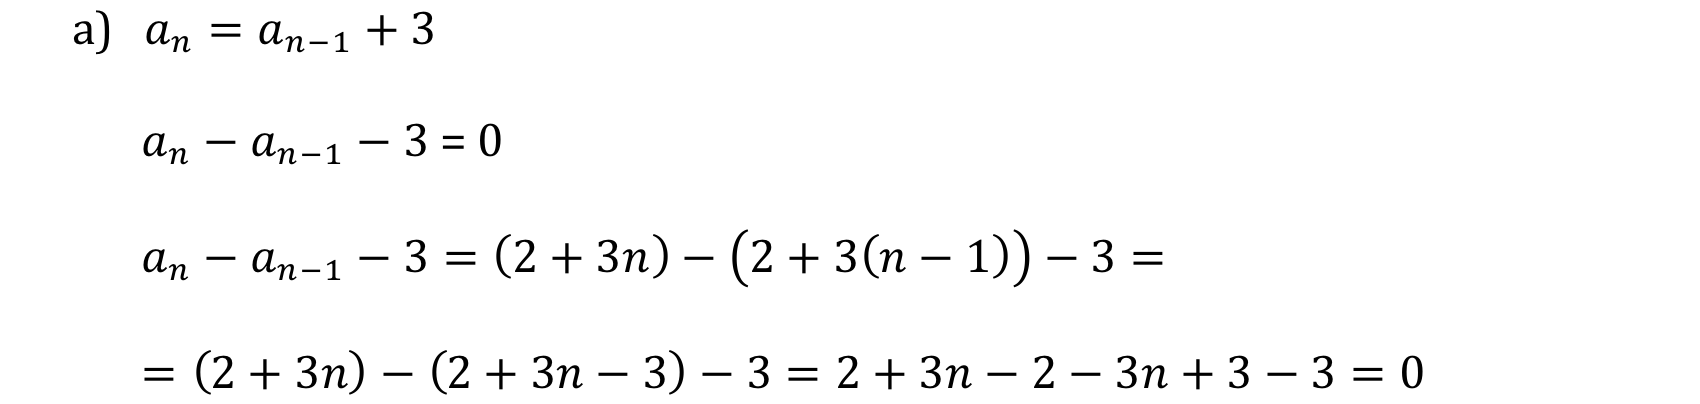 a) aₙ = aₙ₋₁ + 3
aₙ − aₙ₋₁ − 3 = 0
aₙ − aₙ₋₁ − 3 = (2 + 3n) − (2 + 3(n − 1)) − 3 =
= (2 + 3n) − (2 + 3n − 3) − 3 = 2 + 3n − 2 − 3n + 3 − 3 = 0